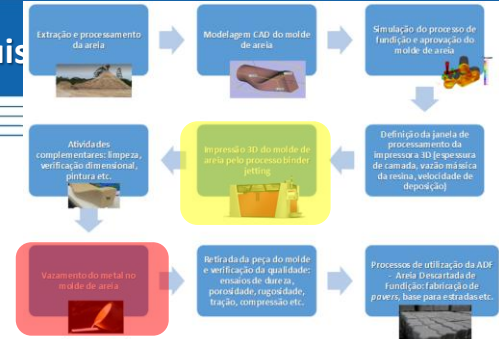 uis
Extração e processamento
da areia
Modelagem CAD do molde
de areia
Simulação do processo de
fundição e aprovação do
molde de areia
Atividades
complementares: limpeza,
verificação dimensional,
pintura etc.
Impressão 3D do molde de
areia pelo processo binder
jetting
Definição da janela de
processamento da
impressora 3D (espessura
de camada, vazão mássica
da resina, velocidade de
deposição)
Vazamento do metal no
molde de areia
Retirada da peça do molde
e verificação da qualidade:
ensaios de dureza,
porosidade, rugosidade,
tração, compressão etc.
Processos de utilização da ADF
- Areia Descartada de
Fundição: fabricação de
pavers, base para estradas etc.